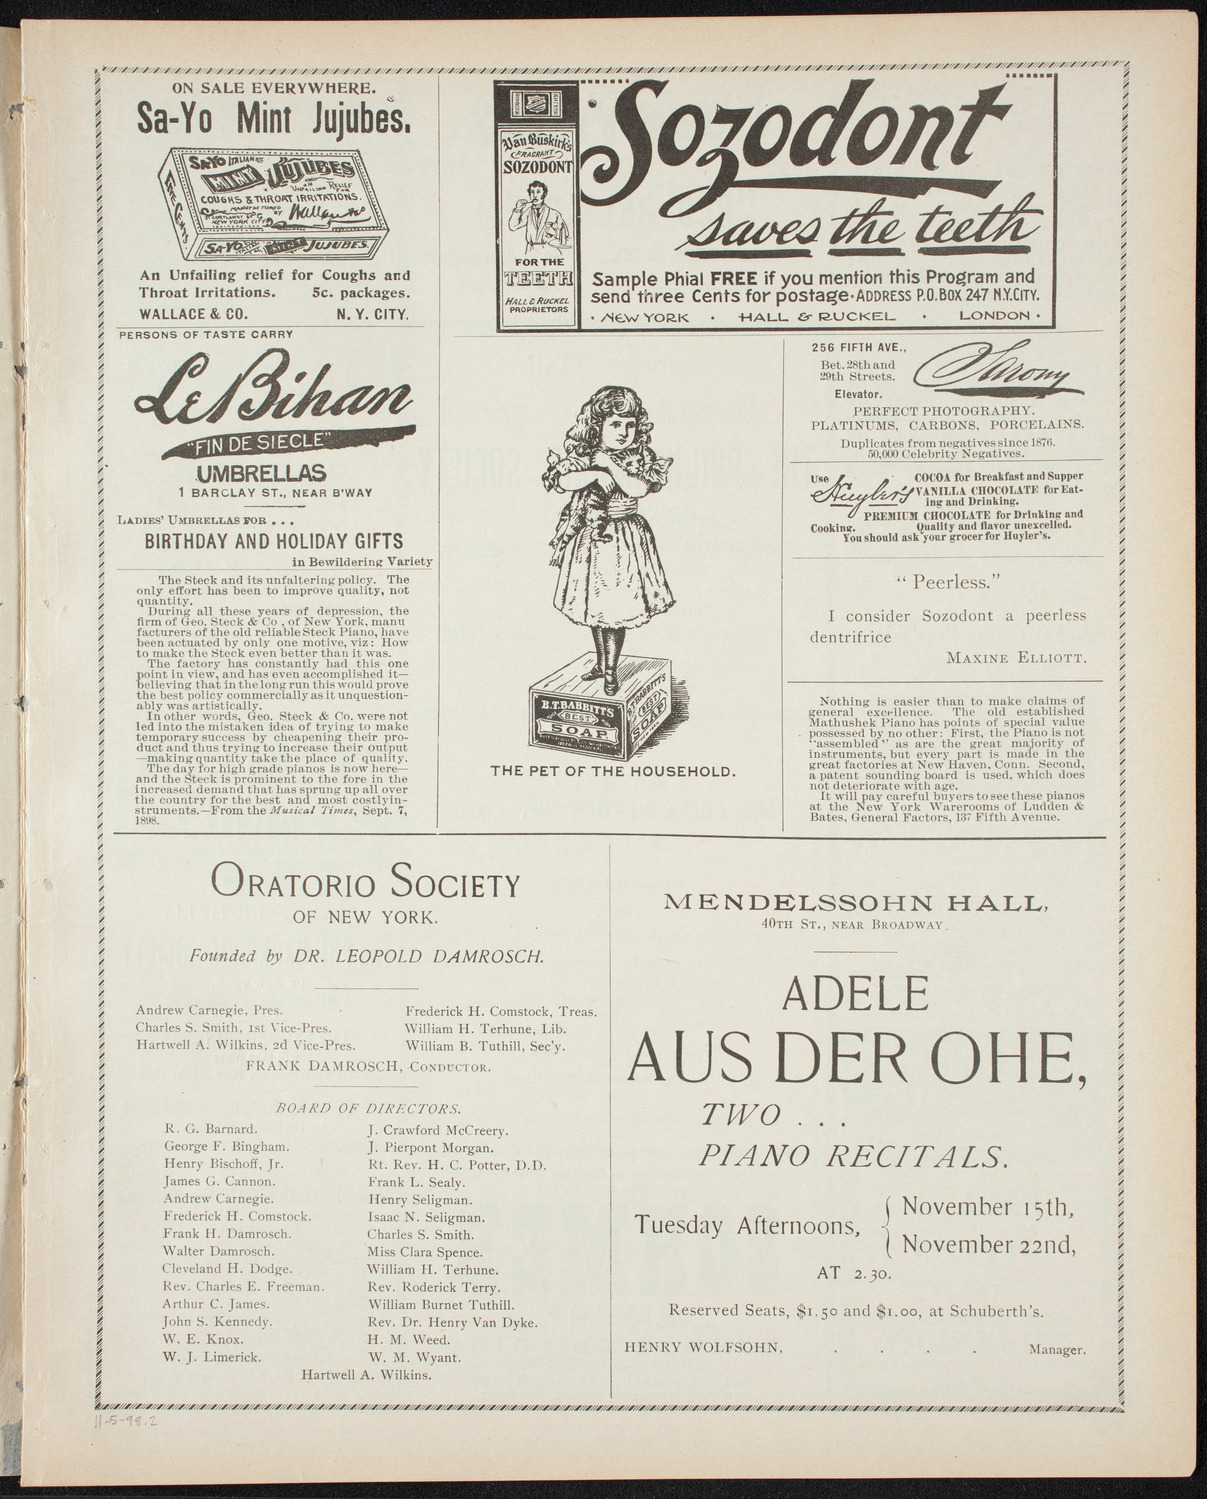 ON SALE EVERYWHERE.
Sa-Yo Mint Jujubes.
SA-YO ITALIAN
MINT JUJUBES
AN UNFAILING RELIEF FOR
COUGHS & THROAT IRRITATIONS.
MANUFACTURED BY
NEW YORK CITY
Wallace & Co
FIVE CENTS.
SA-YO MINT JUJUBES.
An Unfailing relief for Coughs and
Throat Irritations. 5c. packages.
WALLACE & CO. N. Y. CITY.
Van Buskirk's
FRAGRANT
SOZODONT
FOR THE
TEETH
HALL & RUCKEL
PROPRIETORS
Sozodont
saves the teeth
Sample Phial FREE if you mention this Program and
send three Cents for postage. ADDRESS P.O. BOX 247 N.Y. CITY.
· NEW YORK · HALL & RUCKEL · LONDON ·
PERSONS OF TASTE CARRY
Le Bihan
"FIN DE SIECLE"
UMBRELLAS
1 BARCLAY ST., NEAR B'WAY
LADIES' UMBRELLAS FOR . . .
BIRTHDAY AND HOLIDAY GIFTS
in Bewildering Variety
The Steck and its unfaltering policy. The
only effort has been to improve quality, not
quantity.
During all these years of depression, the
firm of Geo. Steck & Co , of New York, manu
facturers of the old reliable Steck Piano, have
been actuated by only one motive, viz: How
to make the Steck even better than it was.
The factory has constantly had this one
point in view, and has even accomplished it—
believing that in the long run this would prove
the best policy commercially as it unquestion-
ably was artistically.
In other words, Geo. Steck & Co. were not
led into the mistaken idea of trying to make
temporary success by cheapening their pro-
duct and thus trying to increase their output
—making quantity take the place of quality.
The day for high grade pianos is now here—
and the Steck is prominent to the fore in the
increased demand that has sprung up all over
the country for the best and most costly in-
struments.—From the Musical Times, Sept. 7,
1898.
B.T. BABBITT'S
BEST
SOAP
B.T. BABBITT'S
BEST
SOAP
THE PET OF THE HOUSEHOLD.
256 FIFTH AVE.,
Bet. 28th and
29th Streets.
Elevator.
Sarony
PERFECT PHOTOGRAPHY.
PLATINUMS, CARBONS, PORCELAINS.
Duplicates from negatives since 1876.
50,000 Celebrity Negatives.
Use Huyler's COCOA for Breakfast and Supper
VANILLA CHOCOLATE for Eat-
ing and Drinking.
PREMIUM CHOCOLATE for Drinking and
Cooking. Quality and flavor unexcelled.
You should ask your grocer for Huyler's.
" Peerless."
I consider Sozodont a peerless
dentrifrice
MAXINE ELLIOTT.
Nothing is easier to make claims of
general excellence. The old established
Mathushek Piano has points of special value
possessed by no other: First, the Piano is not
"assembled" as are the great majority of
instruments, but every part is made in the
great factories at New Haven, Conn. Second,
a patent sounding board is used, which does
not deteriorate with age.
It will pay careful buyers to see these pianos
at the New York Warerooms of Ludden &
Bates, General Factors, 137 Fifth Avenue.
ORATORIO SOCIETY
OF NEW YORK.
Founded by DR. LEOPOLD DAMROSCH.
Andrew Carnegie, Pres. Frederick H. Comstock, Treas.
Charles S. Smith, 1st Vice-Pres. William H. Terhune, Lib.
Hartwell A. Wilkins, 2d Vice-Pres. William B. Tuthill, Sec'y.
FRANK DAMROSCH, CONDUCTOR.
BOARD OF DIRECTORS.
R. G. Barnard. J. Crawford McCreery.
George F. Bingham. J. Pierpont Morgan.
Henry Bischoff, Jr. Rt. Rev. H. C. Potter, D.D.
James G. Cannon. Frank L. Sealy.
Andrew Carnegie. Henry Seligman.
Frederick H. Comstock. Isaac N. Seligman.
Frank H. Damrosch. Charles S. Smith.
Walter Damrosch. Miss Clara Spence.
Cleveland H. Dodge. William H. Terhune.
Rev. Charles E. Freeman. Rev. Roderick Terry.
Arthur C. James. William Burnet Tuthill.
John S. Kennedy. Rev. Dr. Henry Van Dyke.
W. E. Knox. H. M. Weed.
W. J. Limerick. W. M. Wyant.
Hartwell A. Wilkins.
MENDELSSOHN HALL,
40TH ST., NEAR BROADWAY.
ADELE
AUS DER OHE,
TWO . . .
PIANO RECITALS.
Tuesday Afternoons, { November 15th,
November 22nd,
AT 2.30.
Reserved Seats, $1.50 and $1.00, at Schuberth's.
HENRY WOLFSOHN, . . . . Manager.
11-5-98.2